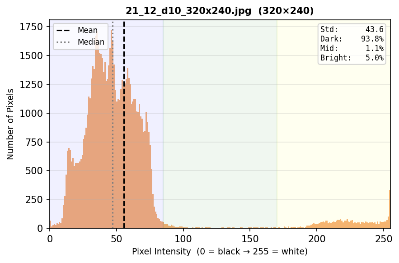 21_12_d10_320x240.jpg  (320×240)
Mean
Median
Std:      43.6
Dark:    93.8%
Mid:      1.1%
Bright:   5.0%
Number of Pixels
1750
1500
1250
1000
750
500
250
0
0 50 100 150 200 250
Pixel Intensity  (0 = black → 255 = white)